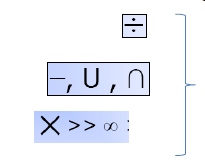 ÷
−, ∪ , ∩
× >> ∞ :